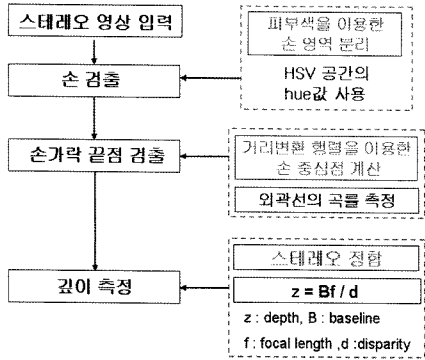 스테레오 영상 입력
피부색을 이용한
손 영역 분리
HSV 공간의
hue값 사용
손 검출
손가락 끝점 검출
거리변환 행렬을 이용한
손 중심점 계산
외곽선의 곡률 측정
스테레오 정합
깊이 측정
z = Bf / d
z : depth, B : baseline
f : focal length ,d :disparity